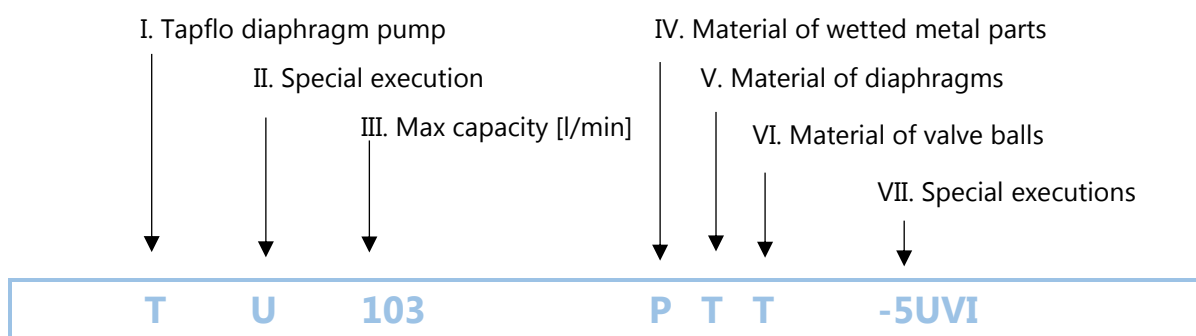 I. Tapflo diaphragm pump
IV. Material of wetted metal parts
II. Special execution
V. Material of diaphragms
III. Max capacity [l/min]
VI. Material of valve balls
VII. Special executions
T U 103 P T T -5UVI